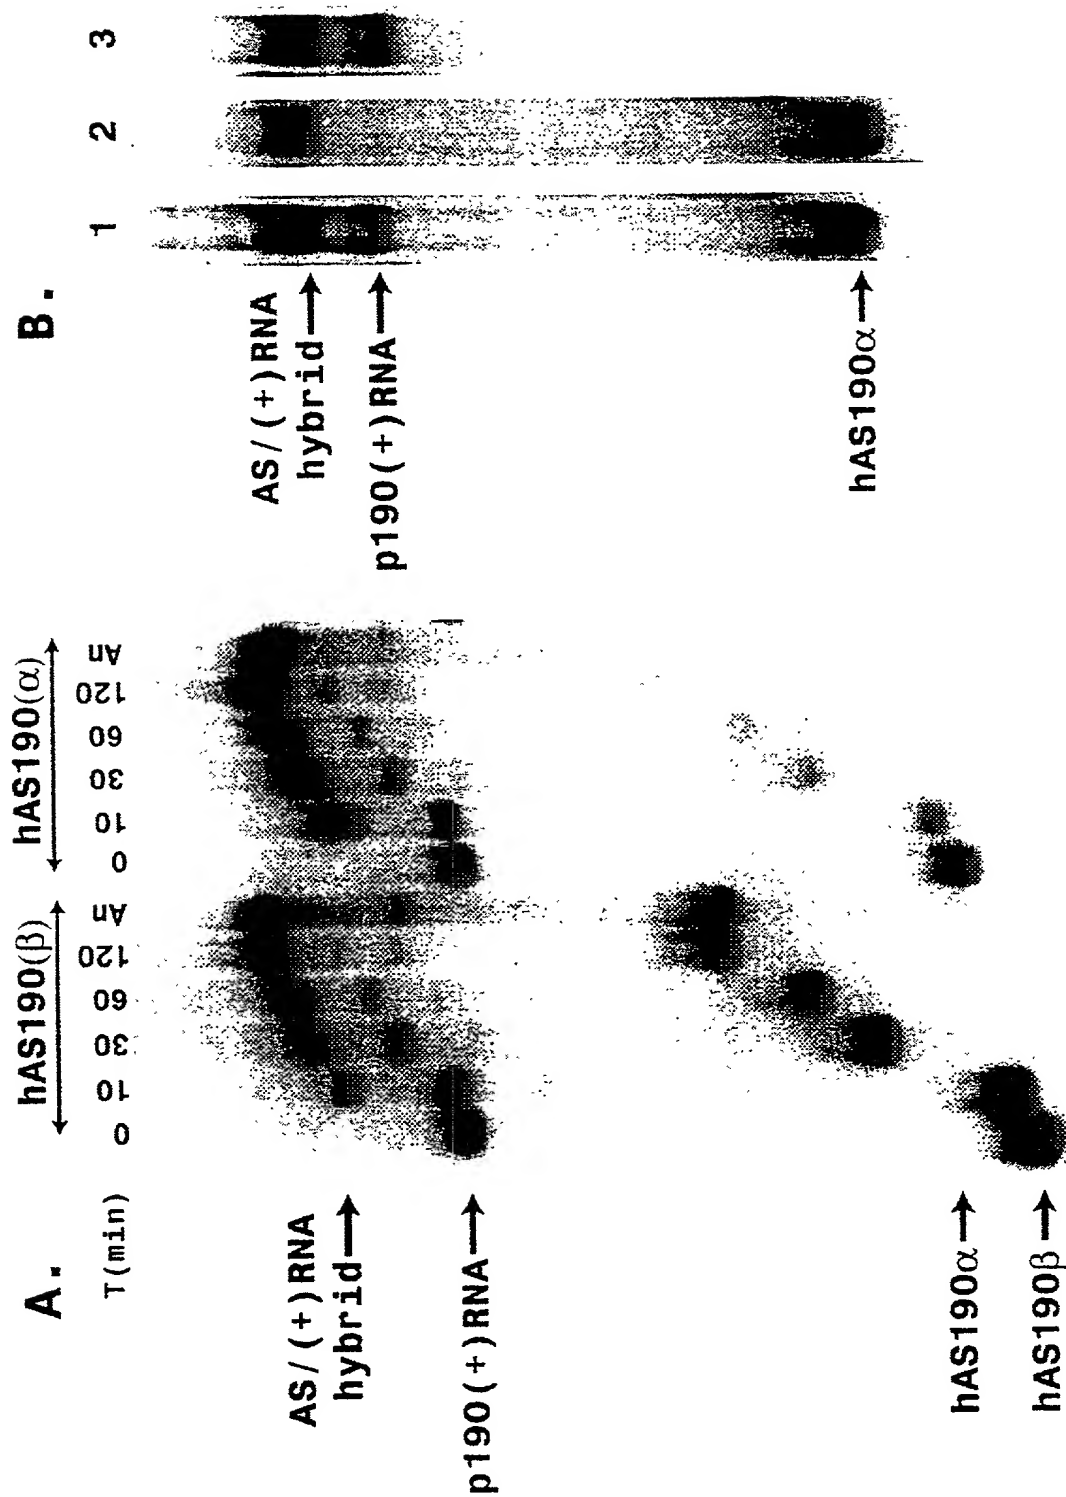 A.
hAS190(β)
hAS190(α)
T(min)
0 10 30 60 120 An 0 10 30 60 120 An
AS/(+)RNA
hybrid
p190(+)RNA
hAS190α
hAS190β
B.
1 2 3
AS/(+)RNA
hybrid
p190(+)RNA
hAS190α